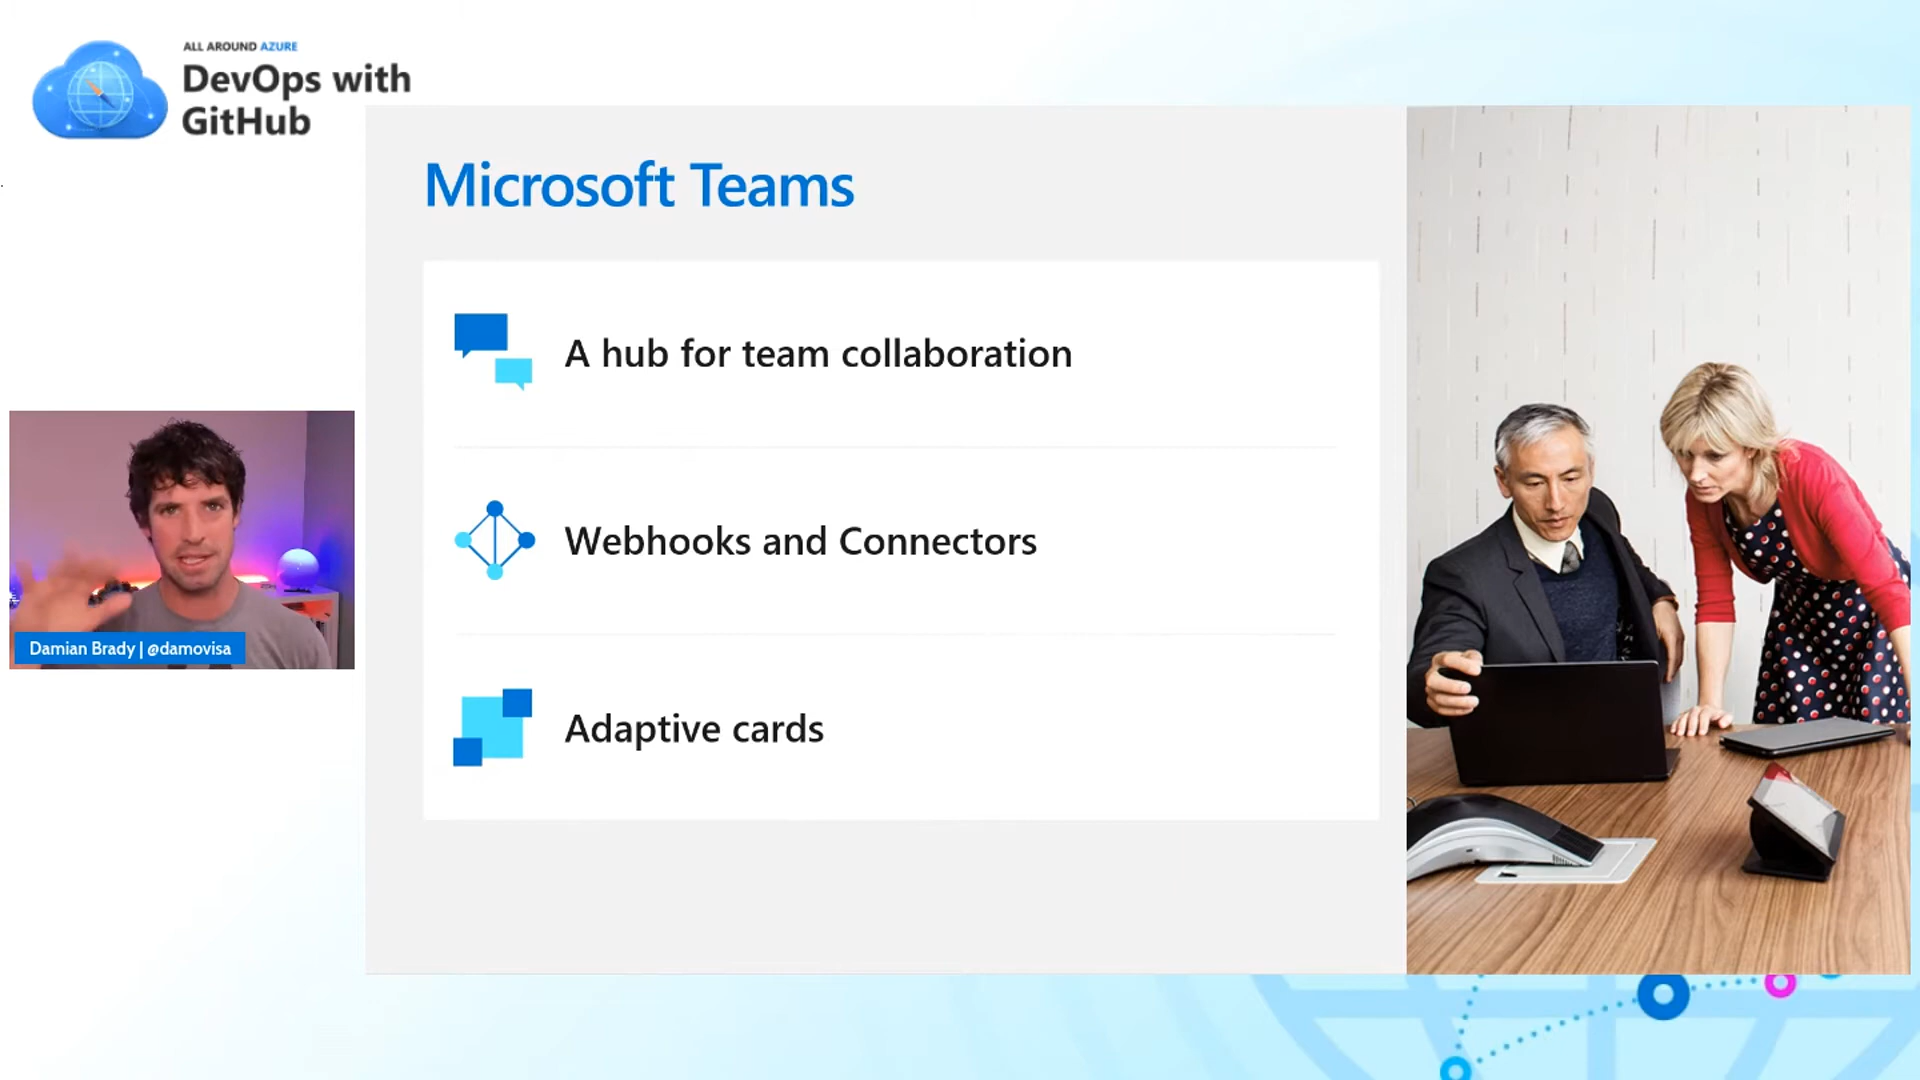 ALL AROUND AZURE
DevOps with
GitHub
Microsoft Teams
A hub for team collaboration
Webhooks and Connectors
Adaptive cards
Damian Brady | @damovisa